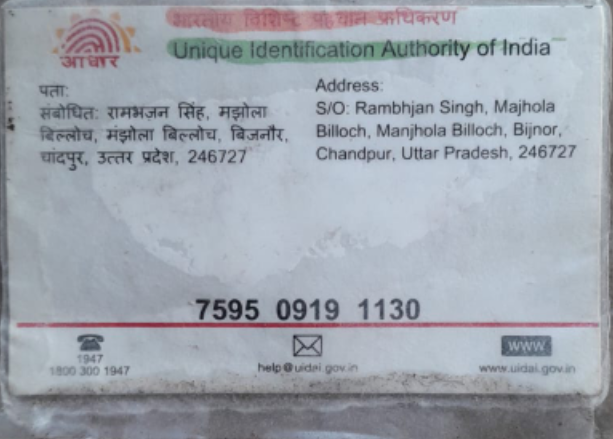 भारतीय विशिष्ट पहचान प्राधिकरण
Unique Identification Authority of India
आधार
पता:
संबोधित: रामभजन सिंह, मझोला
बिल्लोच, मंझोला बिल्लोच, बिजनौर,
चांदपुर, उत्तर प्रदेश, 246727
Address:
S/O: Rambhjan Singh, Majhola
Billoch, Manjhola Billoch, Bijnor,
Chandpur, Uttar Pradesh, 246727
7595 0919 1130
1947
1800 300 1947
help@uidai.gov.in
www
www.uidai.gov.in